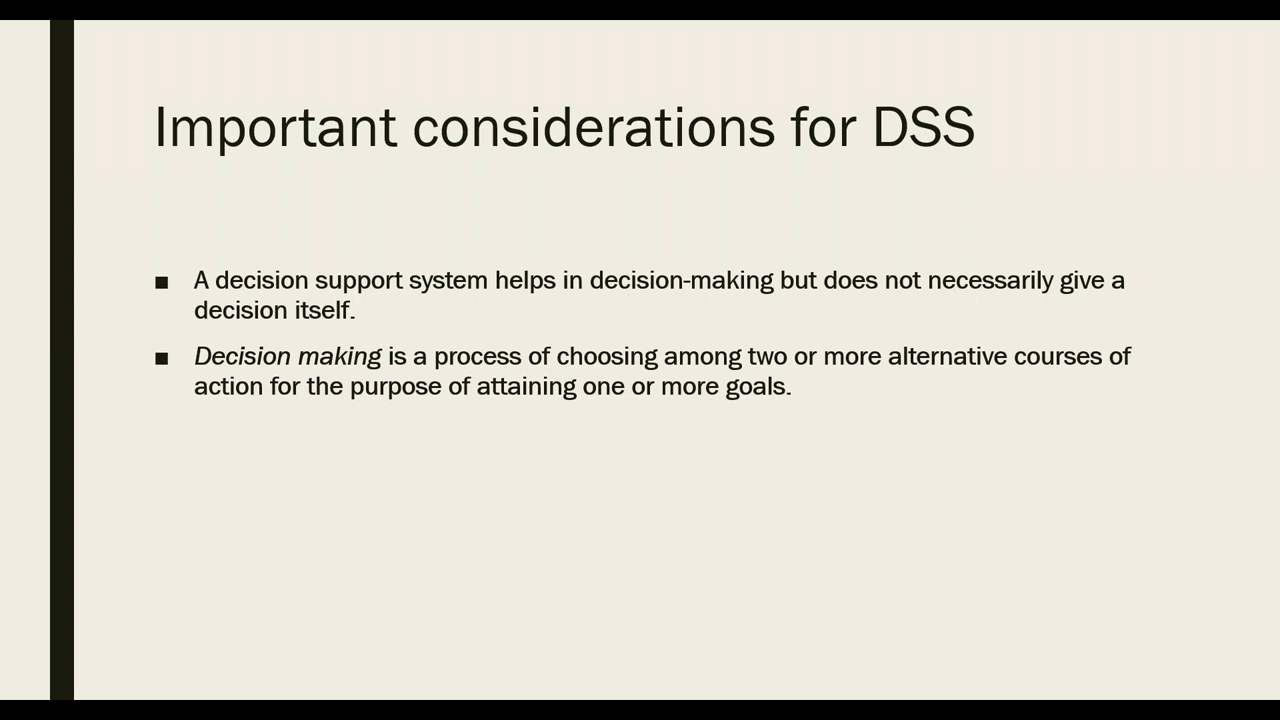 Important considerations for DSS
■ A decision support system helps in decision-making but does not necessarily give a
decision itself.
■ Decision making is a process of choosing among two or more alternative courses of
action for the purpose of attaining one or more goals.